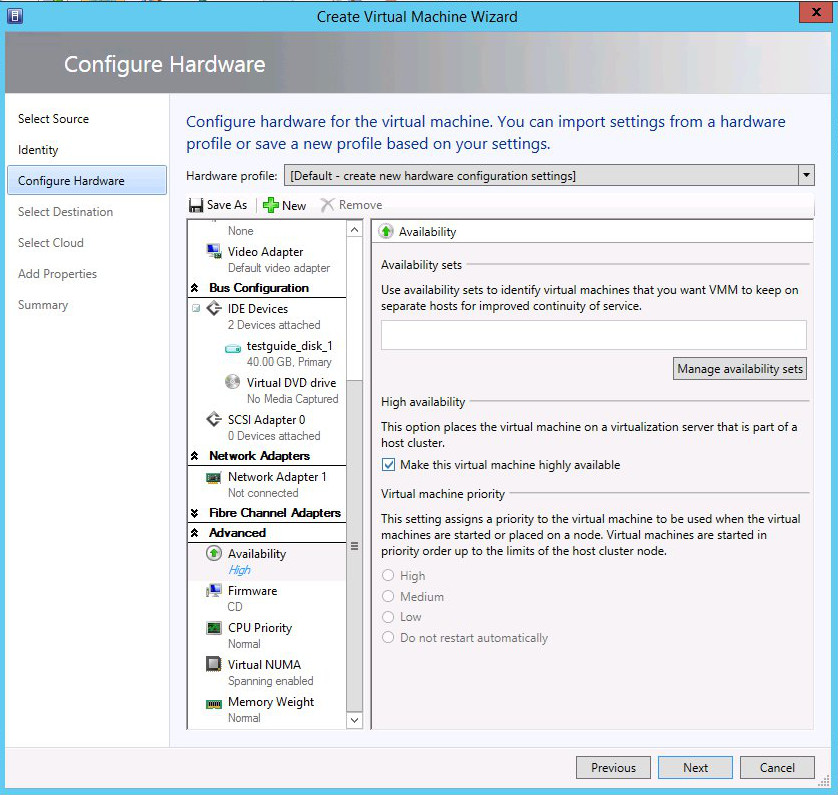 Create Virtual Machine Wizard
x
Configure Hardware
Select Source
Identity
Configure Hardware
Select Destination
Select Cloud
Add Properties
Summary
Configure hardware for the virtual machine. You can import settings from a hardware
profile or save a new profile based on your settings.
Hardware profile: [Default - create new hardware configuration settings]
Save As New Remove
None
Video Adapter
Default video adapter
Bus Configuration
IDE Devices
2 Devices attached
testguide_disk_1
40.00 GB, Primary
Virtual DVD drive
No Media Captured
SCSI Adapter 0
0 Devices attached
Network Adapters
Network Adapter 1
Not connected
Fibre Channel Adapters
Advanced
Availability
High
Firmware
CD
CPU Priority
Normal
Virtual NUMA
Spanning enabled
Memory Weight
Normal
Availability
Availability sets
Use availability sets to identify virtual machines that you want VMM to keep on
separate hosts for improved continuity of service.
Manage availability sets
High availability
This option places the virtual machine on a virtualization server that is part of a
host cluster.
Make this virtual machine highly available
Virtual machine priority
This setting assigns a priority to the virtual machine to be used when the virtual
machines are started or placed on a node. Virtual machines are started in
priority order up to the limits of the host cluster node.
High
Medium
Low
Do not restart automatically
Previous Next Cancel